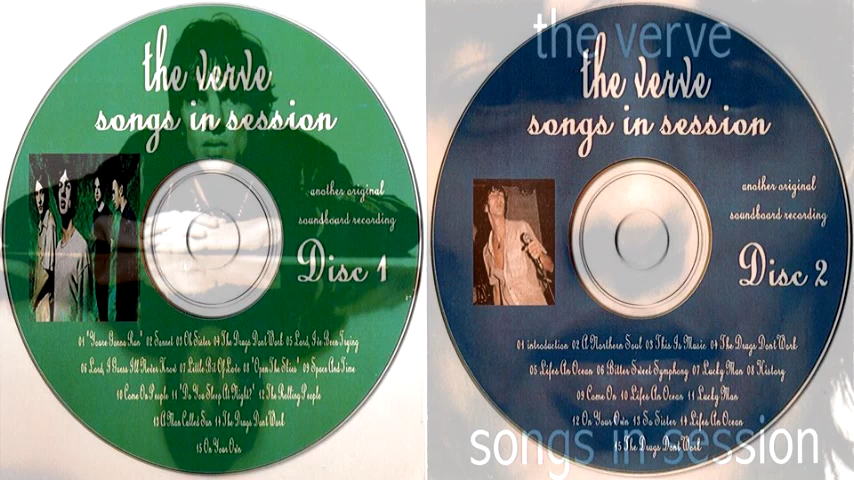 the verve
songs in session
another original
soundboard recording
Disc 1
01 "Youre Gonna Run" 02 Sonnet 03 Oh Sister 04 The Drugs Dont Work 05 Lord, I've Been Trying
06 Lord, I Guess I'll Never Know 07 Little Bit Of Love 08 "Open The Skies" 09 Space And Time
10 Come On People 11 "Do You Sleep At Night?" 12 The Rolling People
13 A Man Called Sun 14 The Drugs Dont Work
15 On Your Own
the verve
the verve
songs in session
another original
soundboard recording
Disc 2
01 introduction 02 A Northern Soul 03 This Is Music 04 The Drugs Dont Work
05 Lifes An Ocean 06 Bitter Sweet Symphony 07 Lucky Man 08 History
09 Come On 10 Lifes An Ocean 11 Lucky Man
12 On Your Own 13 So Sister 14 Lifes An Ocean
15 The Drugs Dont Work
songs in session